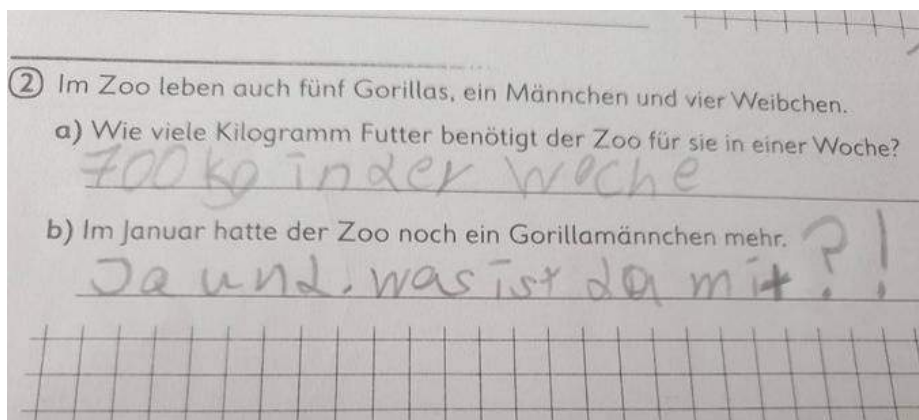 ② Im Zoo leben auch fünf Gorillas, ein Männchen und vier Weibchen.
a) Wie viele Kilogramm Futter benötigt der Zoo für sie in einer Woche?
700 kg in der Woche
b) Im Januar hatte der Zoo noch ein Gorillamännchen mehr.
Ja und. was ist da mit?!